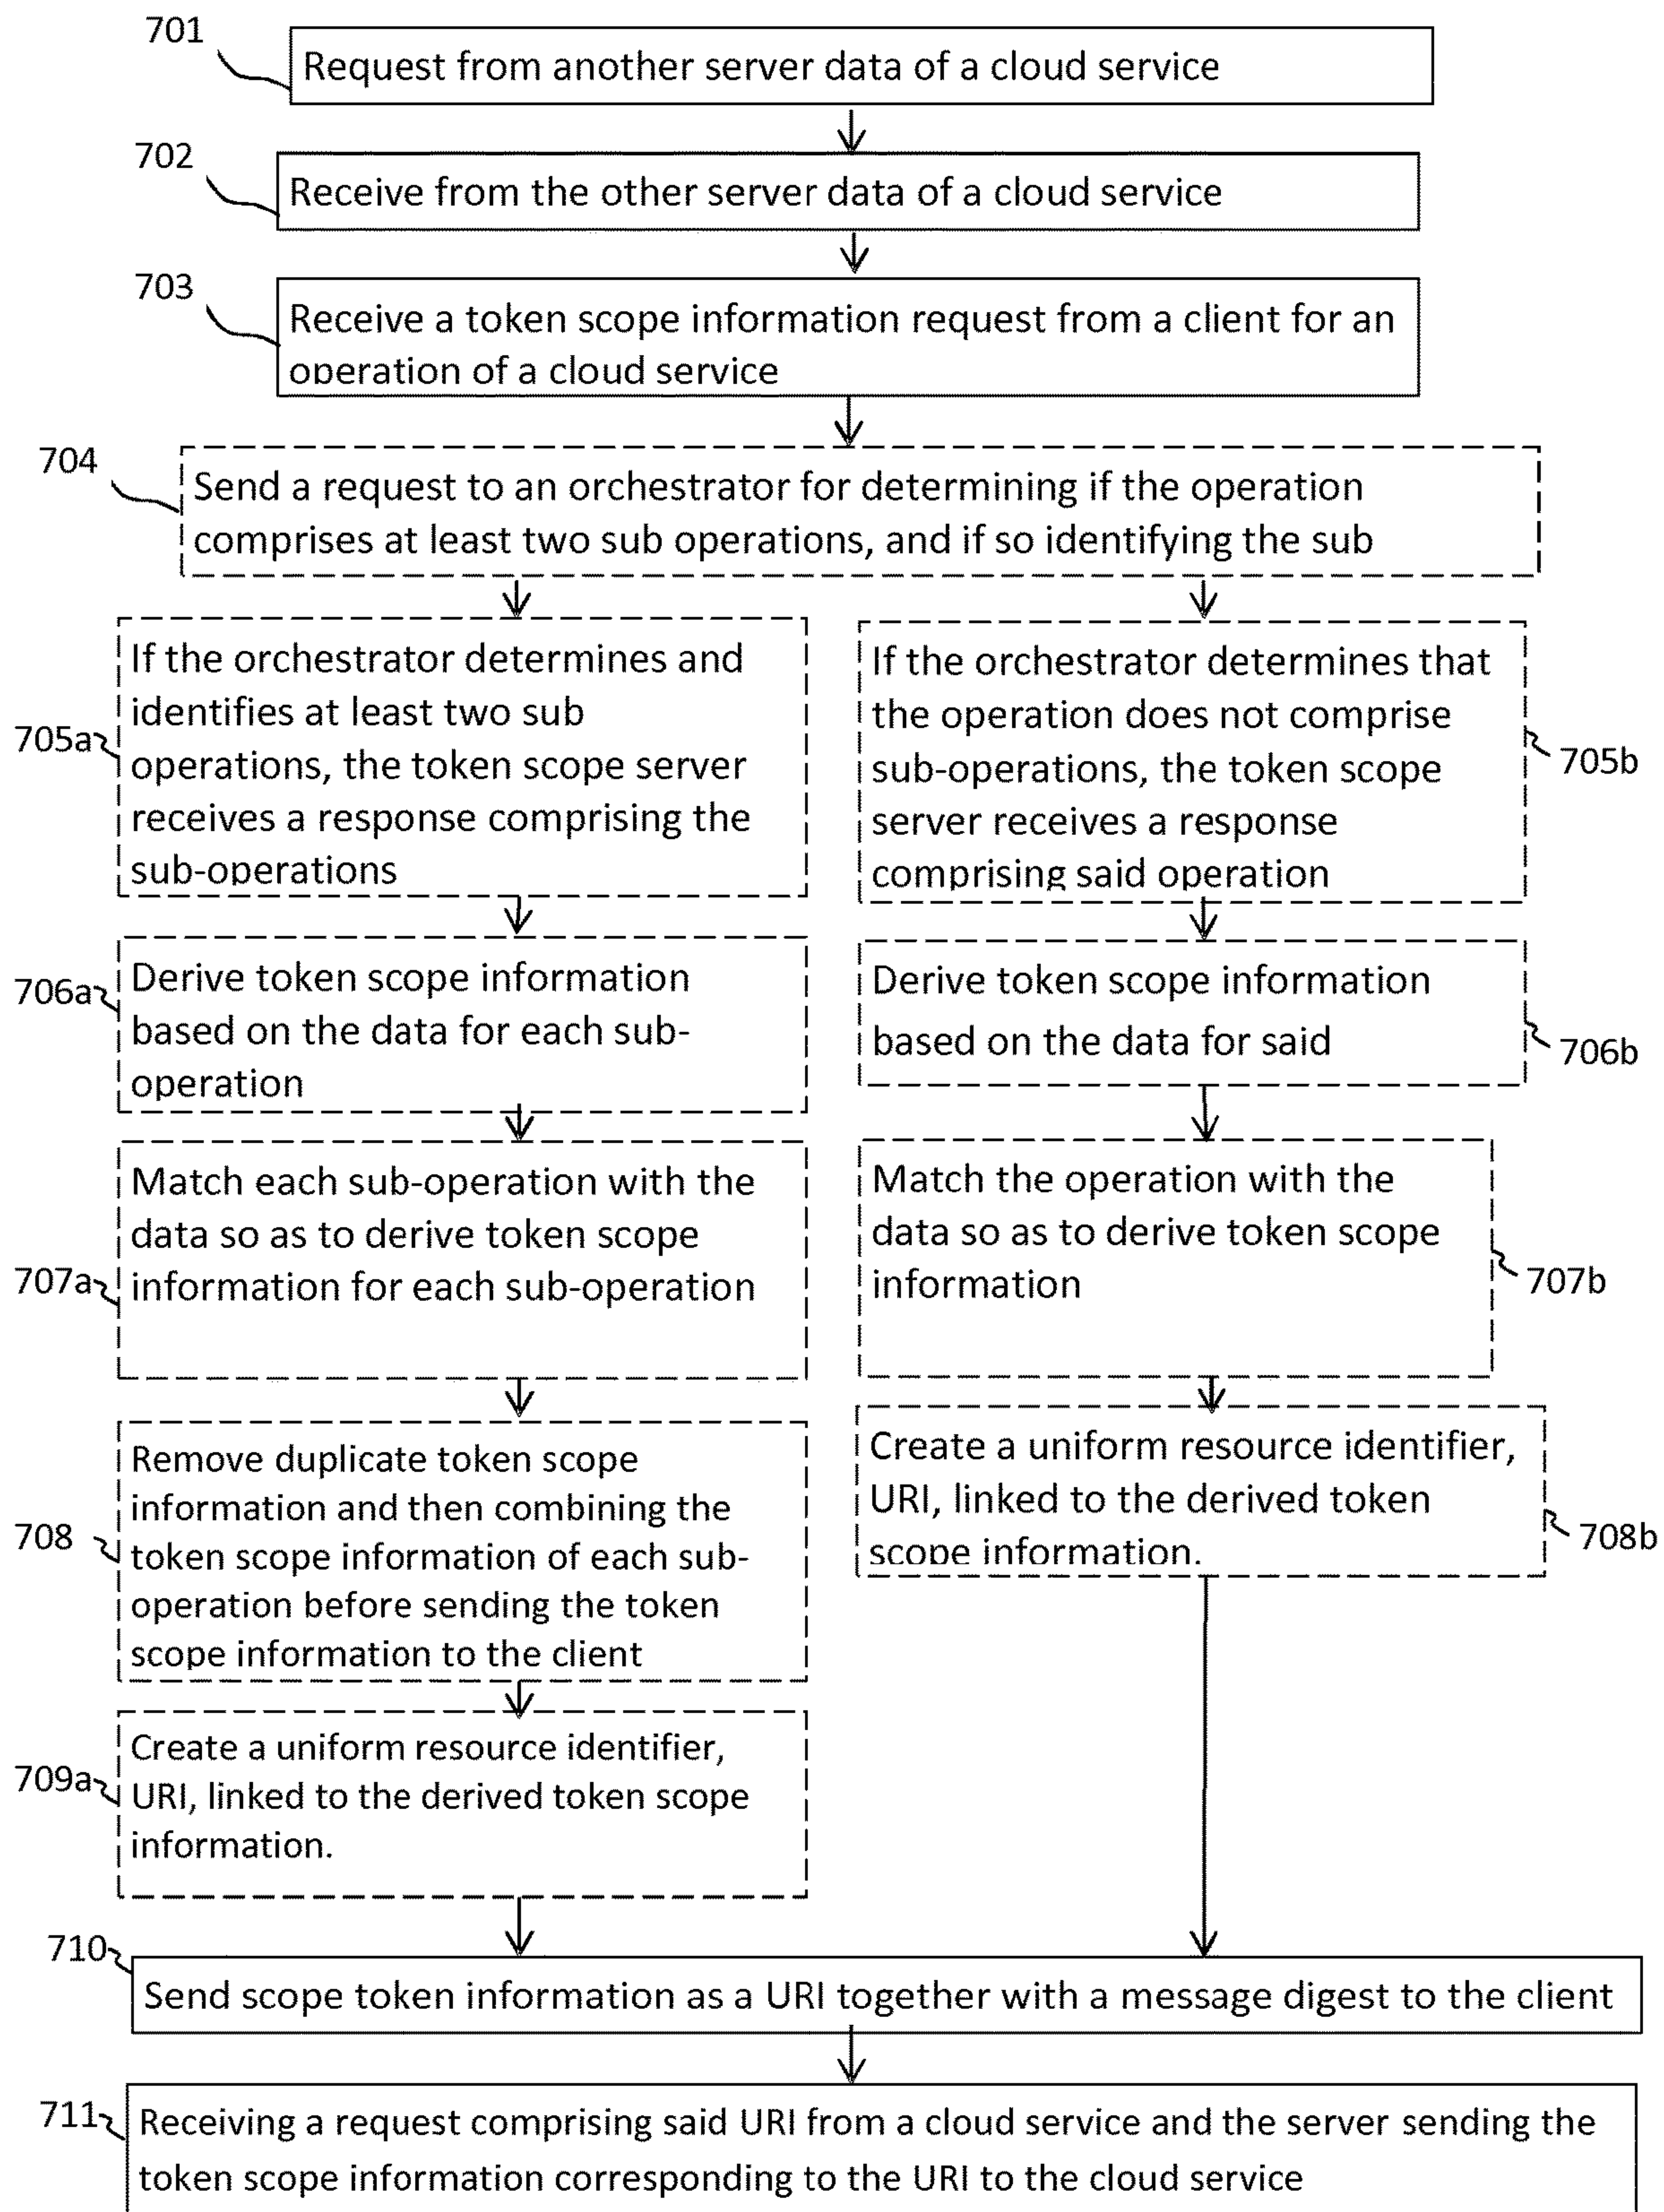 701
Request from another server data of a cloud service
702
Receive from the other server data of a cloud service
703
Receive a token scope information request from a client for an
operation of a cloud service
704
Send a request to an orchestrator for determining if the operation
comprises at least two sub operations, and if so identifying the sub
705a
If the orchestrator determines and
identifies at least two sub
operations, the token scope server
receives a response comprising the
sub-operations
If the orchestrator determines that
the operation does not comprise
sub-operations, the token scope
server receives a response
comprising said operation
705b
706a
Derive token scope information
based on the data for each sub-
operation
Derive token scope information
based on the data for said
706b
707a
Match each sub-operation with the
data so as to derive token scope
information for each sub-operation
Match the operation with the
data so as to derive token scope
information
707b
708
Remove duplicate token scope
information and then combining the
token scope information of each sub-
operation before sending the token
scope information to the client
Create a uniform resource identifier,
URI, linked to the derived token
scope information.
708b
709a
Create a uniform resource identifier,
URI, linked to the derived token scope
information.
710
Send scope token information as a URI together with a message digest to the client
711
Receiving a request comprising said URI from a cloud service and the server sending the
token scope information corresponding to the URI to the cloud service